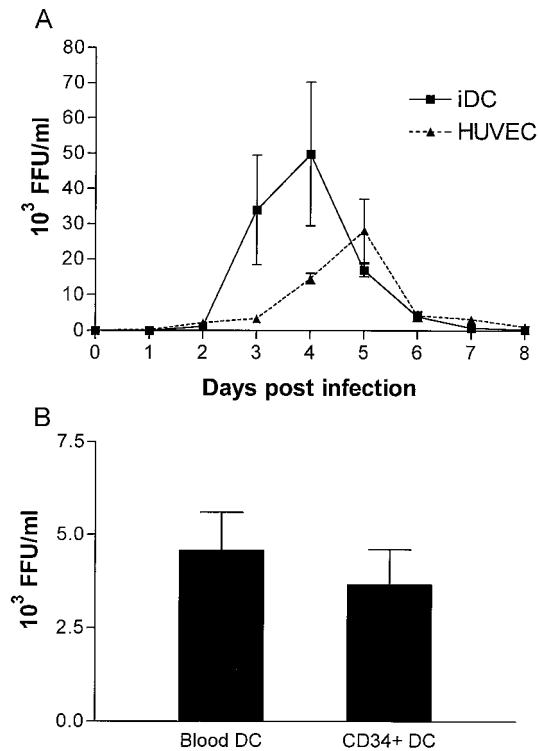 A
80
70
60
50
40
30
20
10
0
10³ FFU/ml
iDC
HUVEC
0 1 2 3 4 5 6 7 8
Days post infection
B
7.5
5.0
2.5
0.0
10³ FFU/ml
Blood DC CD34+ DC